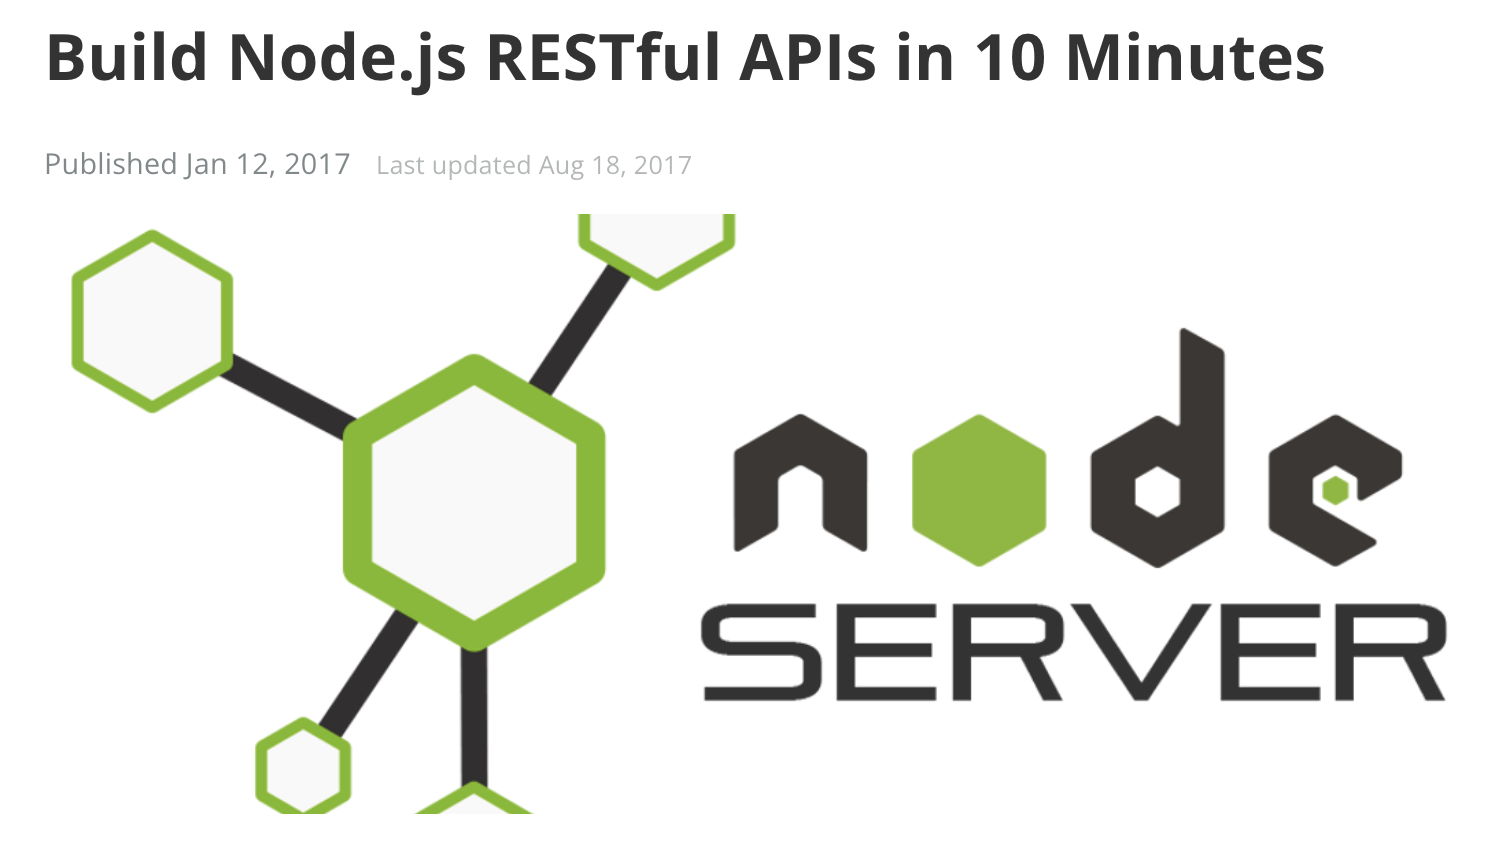 Build Node.js RESTful APIs in 10 Minutes
Published Jan 12, 2017 Last updated Aug 18, 2017
node
SERVER